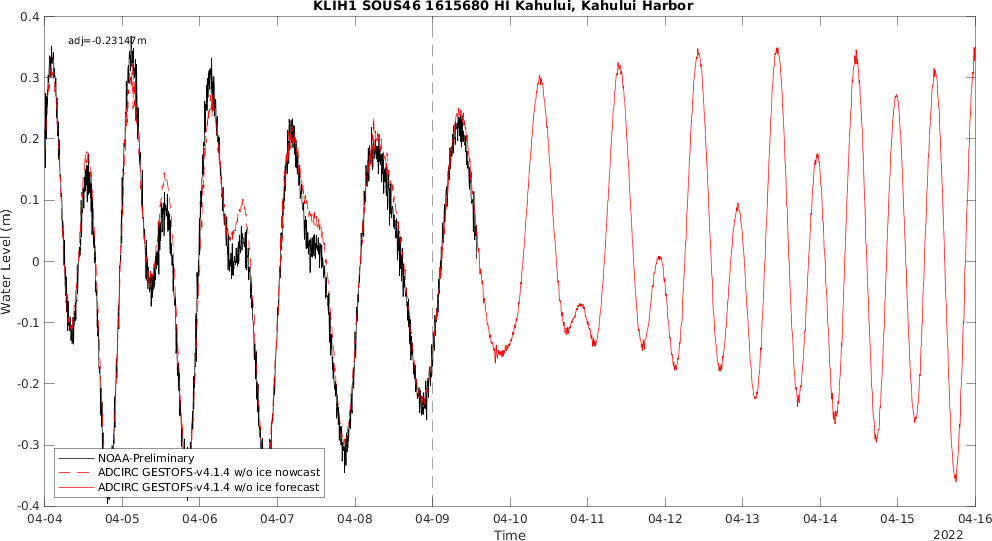 KLIH1 SOUS46 1615680 HI Kahului, Kahului Harbor
adj=-0.23147m
0.4
0.3
0.2
0.1
0
-0.1
-0.2
-0.3
-0.4
Water Level (m)
NOAA-Preliminary
ADCIRC GESTOFS-v4.1.4 w/o ice nowcast
ADCIRC GESTOFS-v4.1.4 w/o ice forecast
04-04 04-05 04-06 04-07 04-08 04-09 04-10 04-11 04-12 04-13 04-14 04-15 04-16
Time
2022